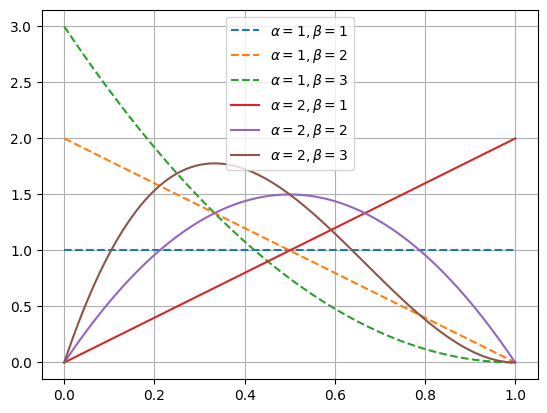 3.0
2.5
2.0
1.5
1.0
0.5
0.0
α = 1, β = 1
α = 1, β = 2
α = 1, β = 3
α = 2, β = 1
α = 2, β = 2
α = 2, β = 3
0.0 0.2 0.4 0.6 0.8 1.0